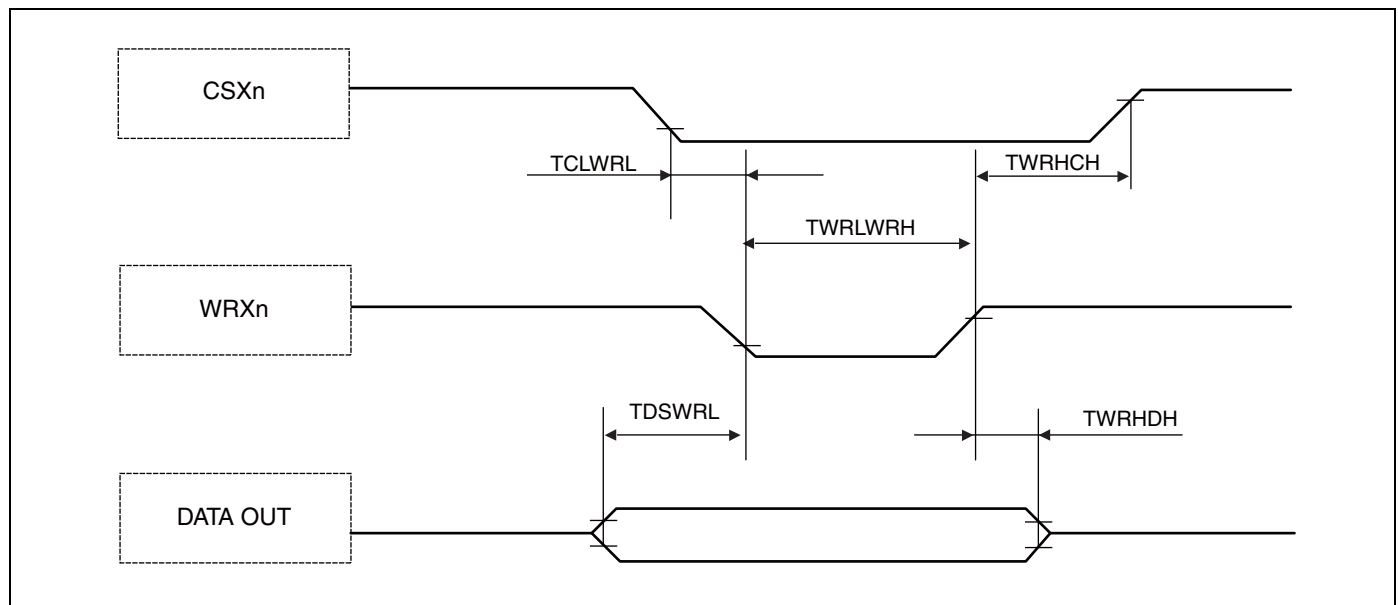 CSXn
TCLWRL
TWRHCH
TWRLWRH
WRXn
TDSWRL
TWRHDH
DATA OUT